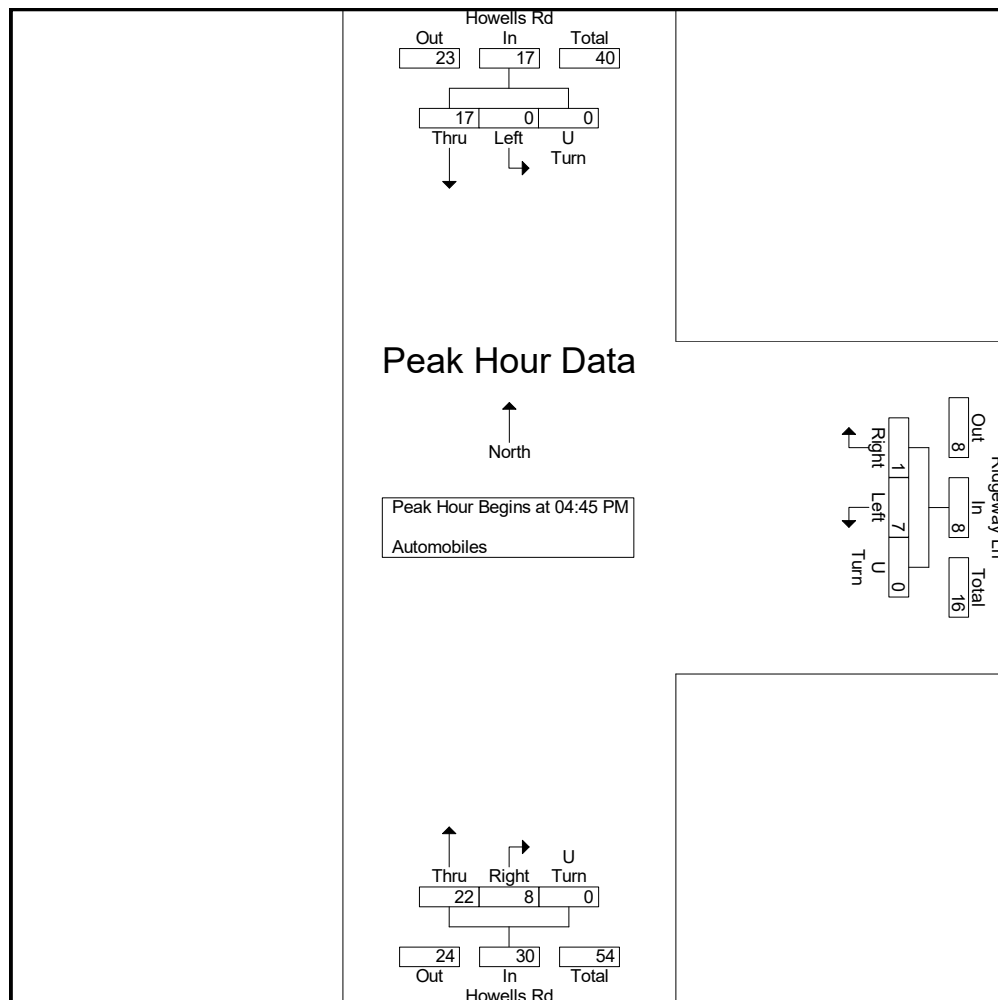 Howells Rd
Out In Total
23 17 40
17 0 0
Thru Left U
Turn
Peak Hour Data
North
Peak Hour Begins at 04:45 PM
Automobiles
Ridgeway Ln
Out In Total
8 8 16
1 7 0
Right Left U
Turn
U
Thru Right Turn
22 8 0
24 30 54
Out In Total
Howells Rd